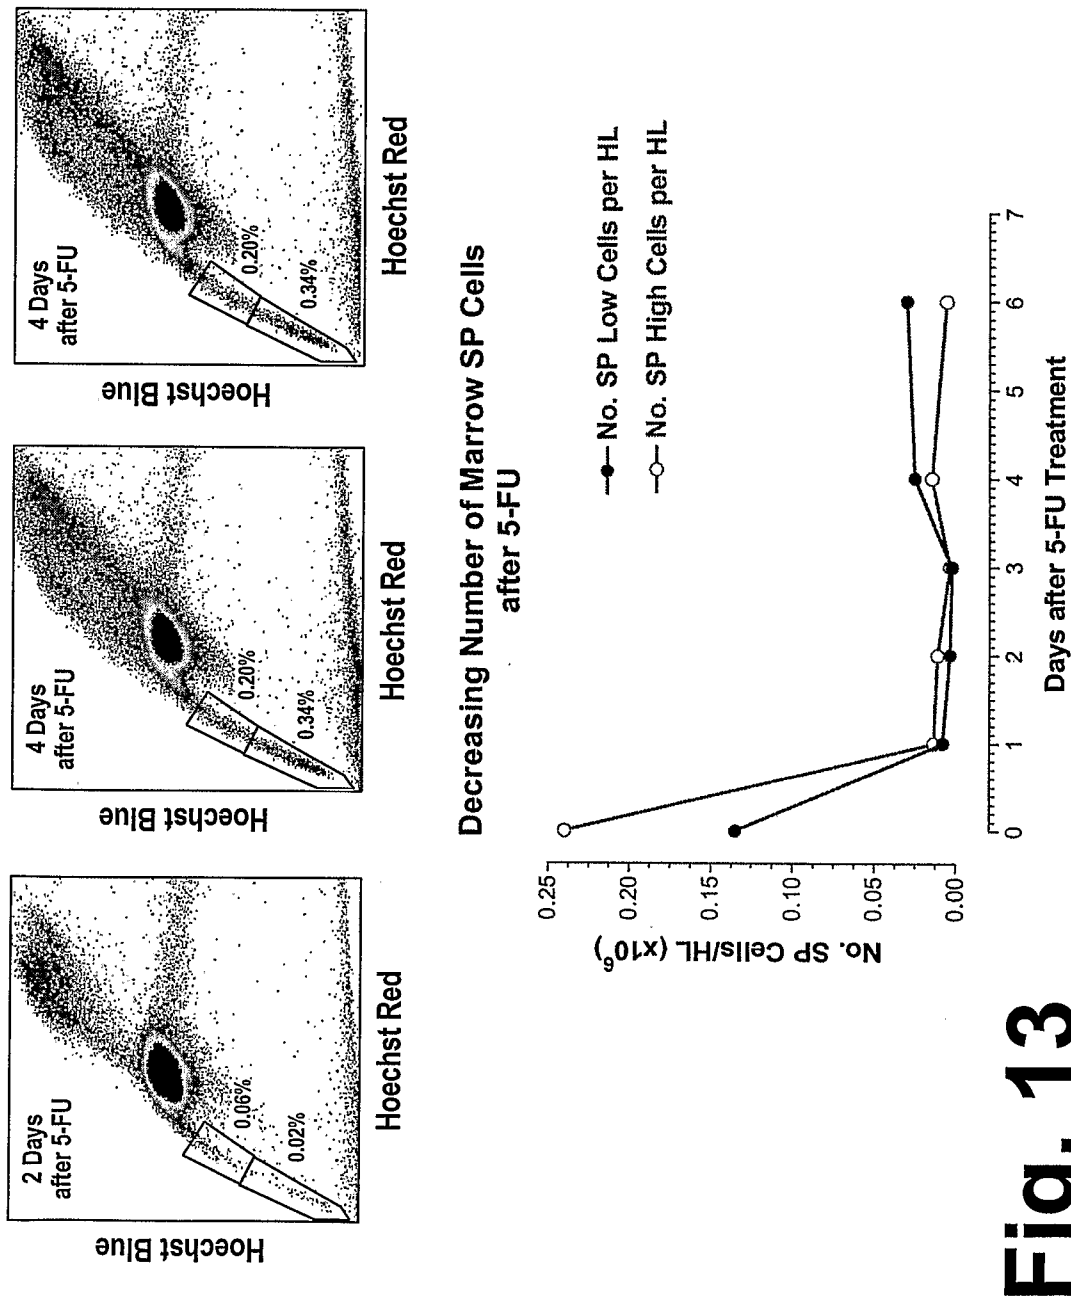 2 Days
after 5-FU
0.06%
0.02%
Hoechst Blue
Hoechst Red
4 Days
after 5-FU
0.20%
0.34%
Hoechst Blue
Hoechst Red
4 Days
after 5-FU
0.20%
0.34%
Hoechst Blue
Hoechst Red
Decreasing Number of Marrow SP Cells
after 5-FU
No. SP Low Cells per HL
No. SP High Cells per HL
No. SP Cells/HL (x10⁶)
0.25
0.20
0.15
0.10
0.05
0.00
0 1 2 3 4 5 6 7
Days after 5-FU Treatment
Fig. 13